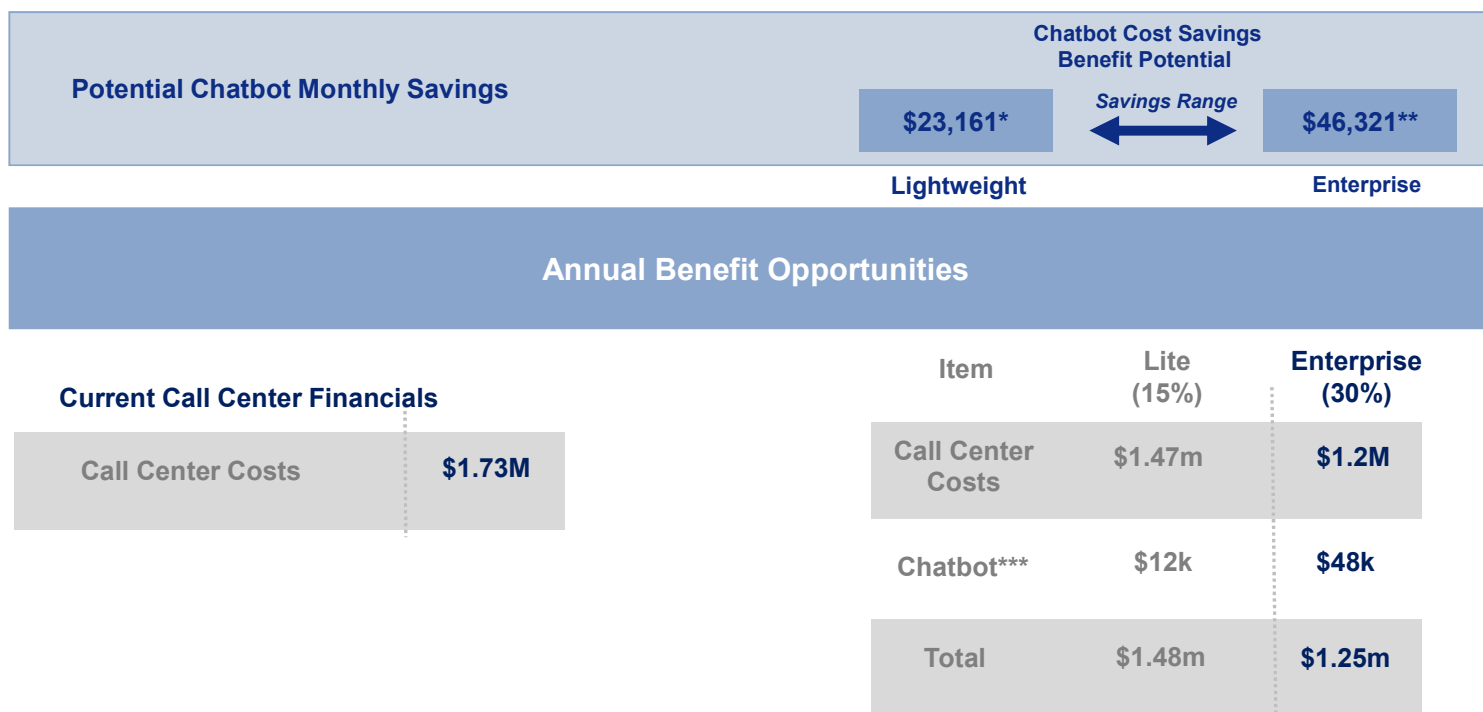 Chatbot Cost Savings
Benefit Potential
Potential Chatbot Monthly Savings
$23,161*
Savings Range
$46,321**
Lightweight
Enterprise
Annual Benefit Opportunities
Current Call Center Financials
Call Center Costs
$1.73M
Item
Lite
(15%)
Enterprise
(30%)
Call Center
Costs
$1.47m
$1.2M
Chatbot***
$12k
$48k
Total
$1.48m
$1.25m